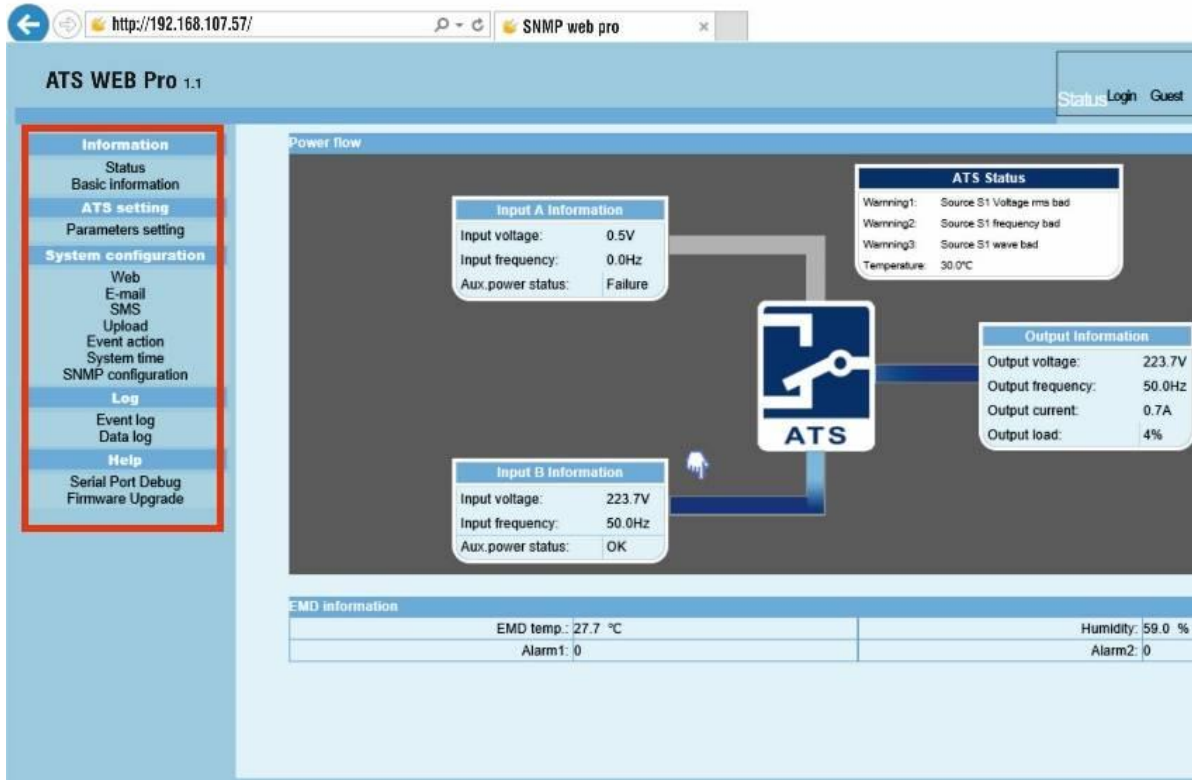 http://192.168.107.57/
SNMP web pro
ATS WEB Pro 1.1
Status Login Guest
Information
Status
Basic information
ATS setting
Parameters setting
System configuration
Web
E-mail
SMS
Upload
Event action
System time
SNMP configuration
Log
Event log
Data log
Help
Serial Port Debug
Firmware Upgrade
Power flow
ATS Status
Warnning1: Source S1 Voltage rms bad
Warnning2: Source S1 frequency bad
Warnning3: Source S1 wave bad
Temperature: 30.0°C
Input A Information
Input voltage: 0.5V
Input frequency: 0.0Hz
Aux.power status: Failure
ATS
Output Information
Output voltage: 223.7V
Output frequency: 50.0Hz
Output current: 0.7A
Output load: 4%
Input B Information
Input voltage: 223.7V
Input frequency: 50.0Hz
Aux.power status: OK
EMD information
EMD temp.: 27.7 °C Humidity: 59.0 %
Alarm1: 0 Alarm2: 0